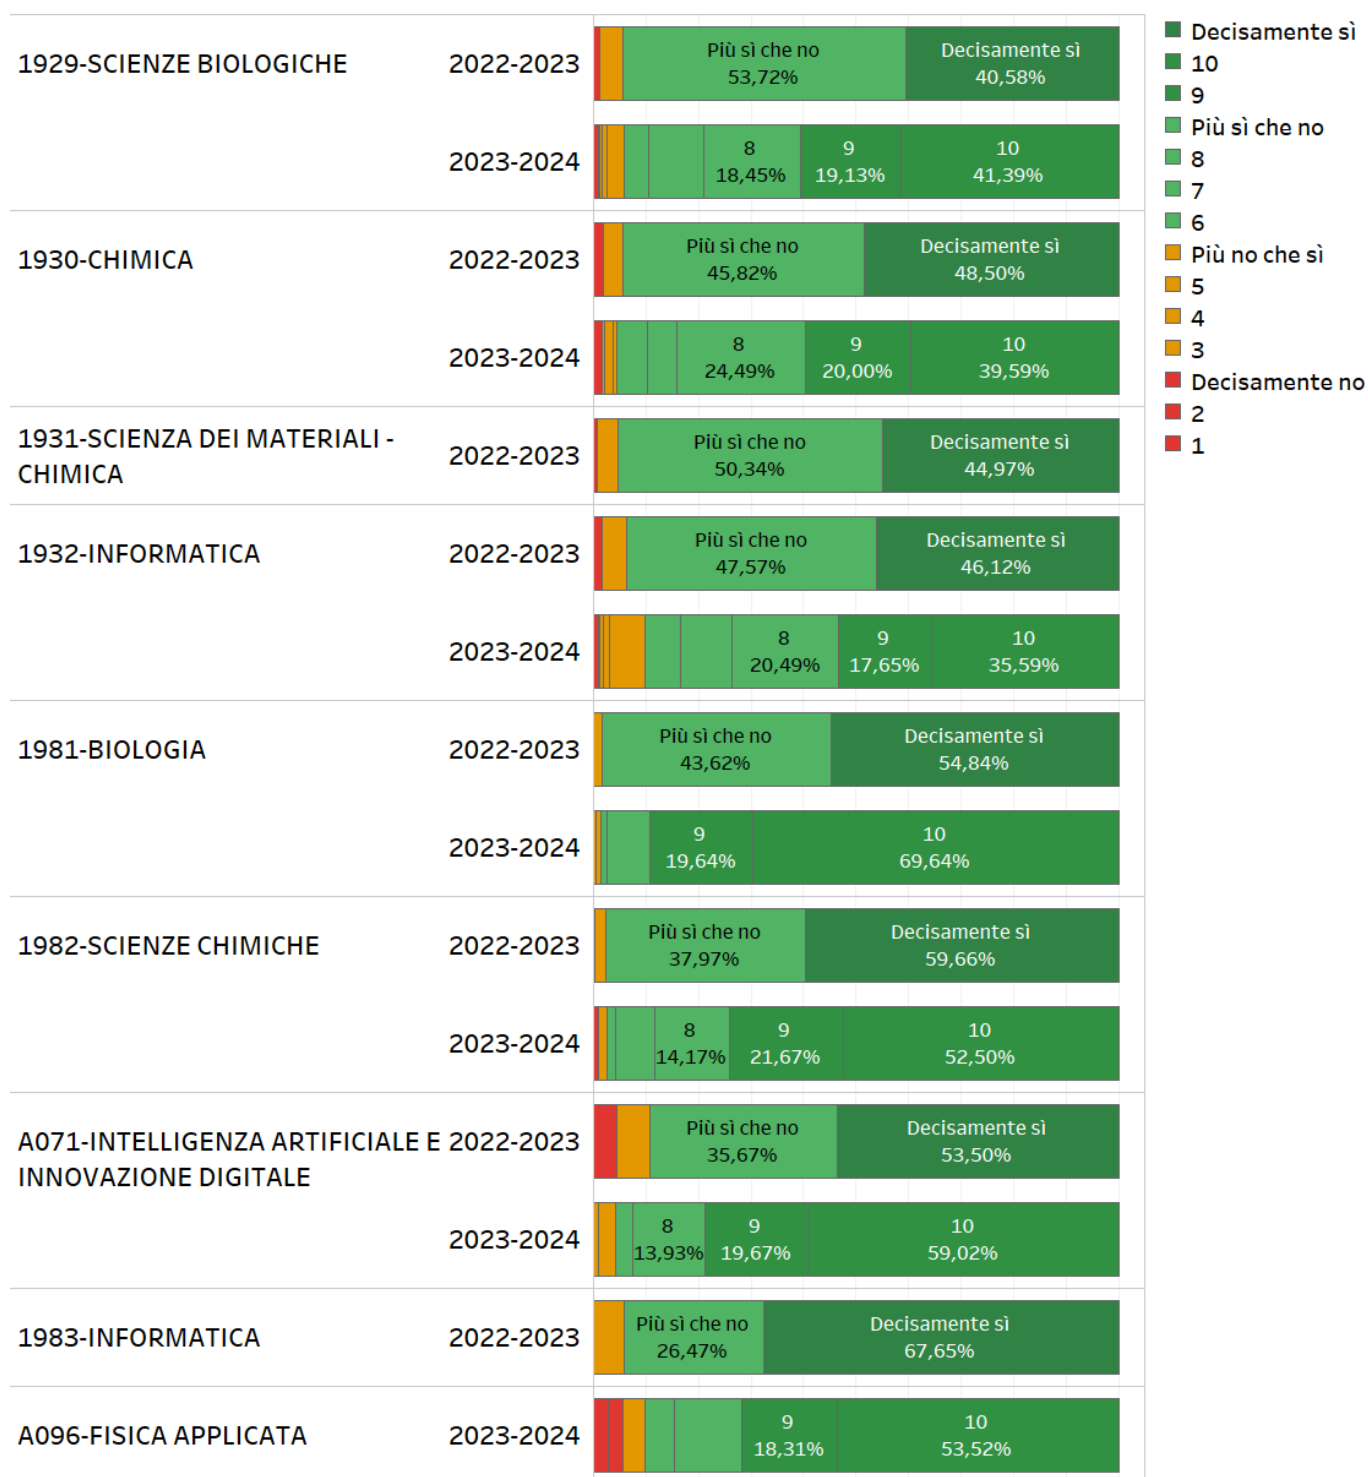 1929-SCIENZE BIOLOGICHE
2022-2023
Più sì che no
53,72%
Decisamente sì
40,58%
2023-2024
8
18,45%
9
19,13%
10
41,39%
1930-CHIMICA
2022-2023
Più sì che no
45,82%
Decisamente sì
48,50%
2023-2024
8
24,49%
9
20,00%
10
39,59%
1931-SCIENZA DEI MATERIALI -
CHIMICA
2022-2023
Più sì che no
50,34%
Decisamente sì
44,97%
1932-INFORMATICA
2022-2023
Più sì che no
47,57%
Decisamente sì
46,12%
2023-2024
8
20,49%
9
17,65%
10
35,59%
1981-BIOLOGIA
2022-2023
Più sì che no
43,62%
Decisamente sì
54,84%
2023-2024
9
19,64%
10
69,64%
1982-SCIENZE CHIMICHE
2022-2023
Più sì che no
37,97%
Decisamente sì
59,66%
2023-2024
8
14,17%
9
21,67%
10
52,50%
A071-INTELLIGENZA ARTIFICIALE E
INNOVAZIONE DIGITALE
2022-2023
Più sì che no
35,67%
Decisamente sì
53,50%
2023-2024
8
13,93%
9
19,67%
10
59,02%
1983-INFORMATICA
2022-2023
Più sì che no
26,47%
Decisamente sì
67,65%
A096-FISICA APPLICATA
2023-2024
9
18,31%
10
53,52%
Decisamente sì
10
9
Più sì che no
8
7
6
Più no che sì
5
4
3
Decisamente no
2
1